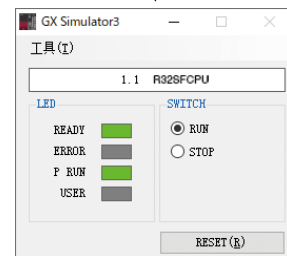 GX Simulator3
工具(T)
1.1 R32SFCPU
LED
SWITCH
READY
RUN
ERROR
STOP
P RUN
USER
RESET(R)